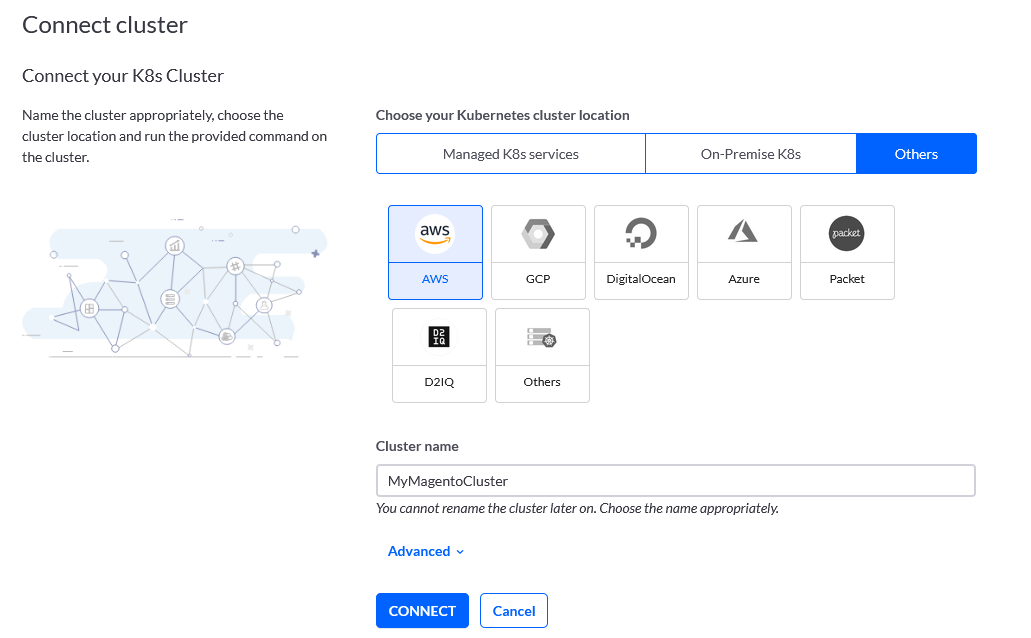 Connect cluster
Connect your K8s Cluster
Name the cluster appropriately, choose the
cluster location and run the provided command on
the cluster.
Choose your Kubernetes cluster location
Managed K8s services
On-Premise K8s
Others
aws
packet
AWS
GCP
DigitalOcean
Azure
Packet
D2
IQ
D2IQ
Others
Cluster name
MyMagentoCluster
You cannot rename the cluster later on. Choose the name appropriately.
Advanced
CONNECT
Cancel